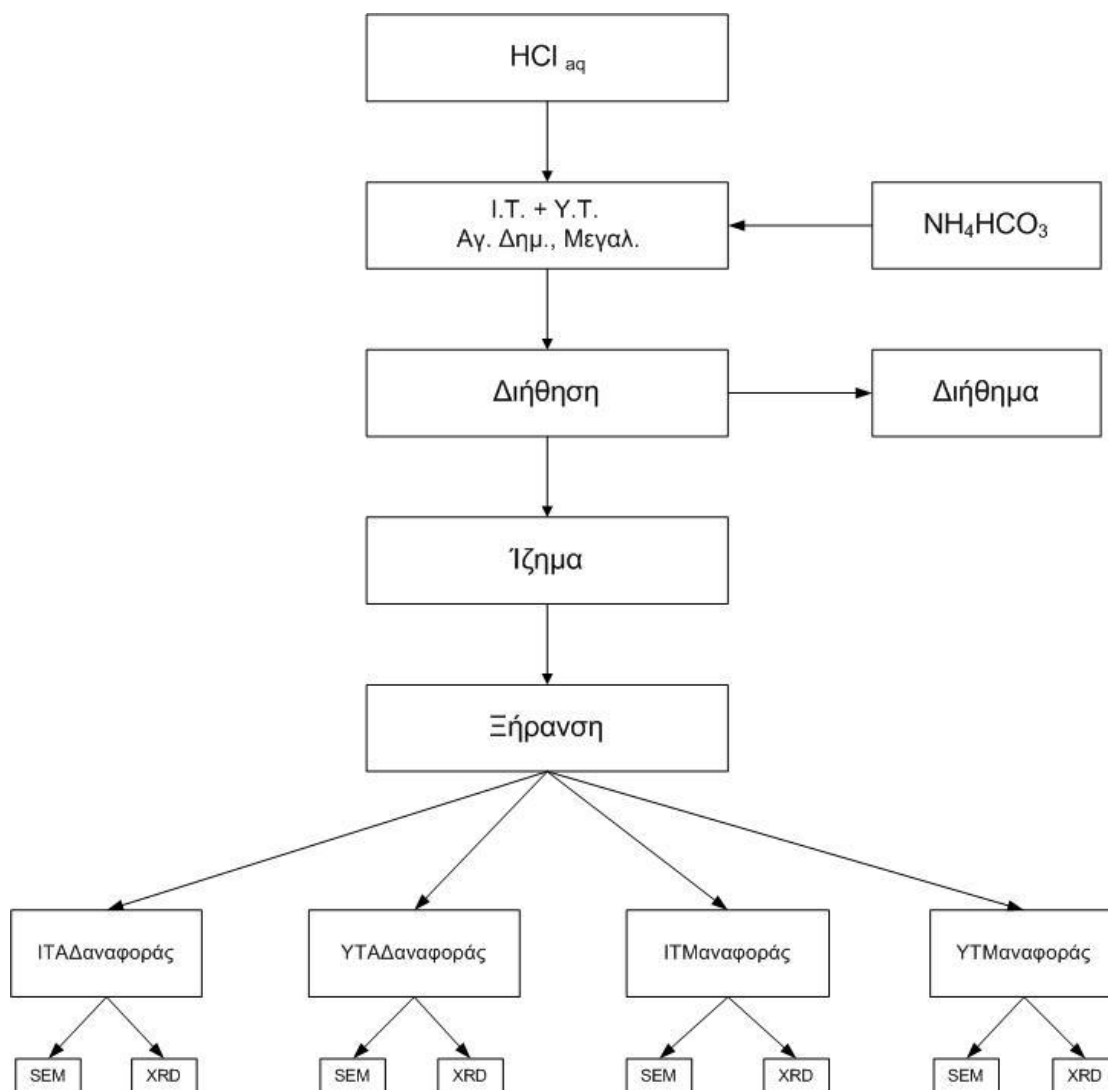 HCl aq
Ι.Τ. + Υ.Τ.
Αγ. Δημ., Μεγαλ.
NH₄HCO₃
Διήθηση
Διήθημα
Ίζημα
Ξήρανση
ΙΤΑΔαναφοράς
ΥΤΑΔαναφοράς
ΙΤΜαναφοράς
ΥΤΜαναφοράς
SEM
XRD
SEM
XRD
SEM
XRD
SEM
XRD